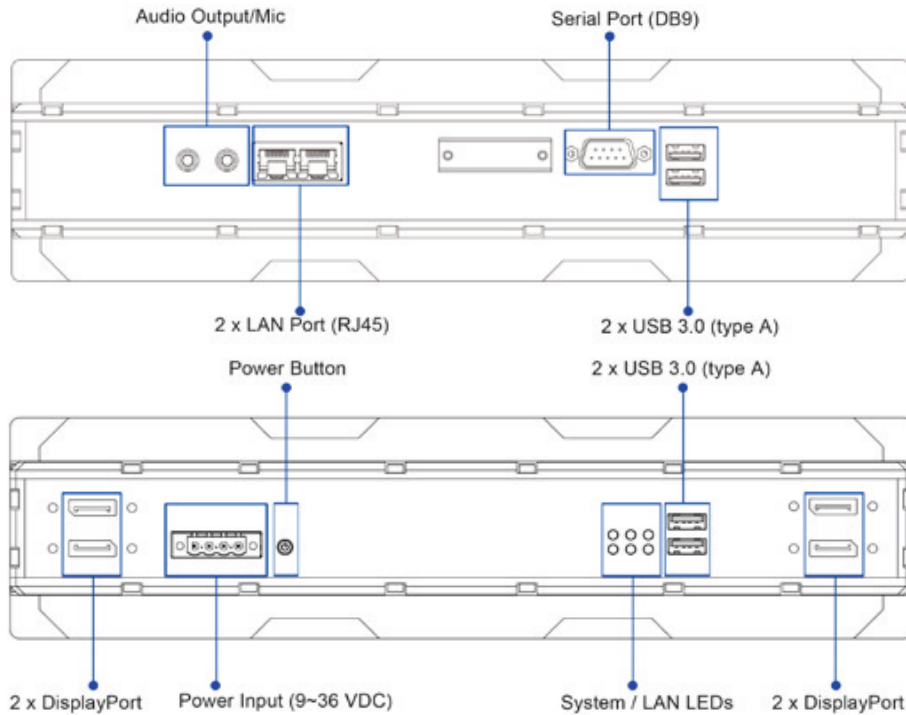 Audio Output/Mic
Serial Port (DB9)
2 x LAN Port (RJ45)
2 x USB 3.0 (type A)
Power Button
2 x USB 3.0 (type A)
2 x DisplayPort
Power Input (9~36 VDC)
System / LAN LEDs
2 x DisplayPort